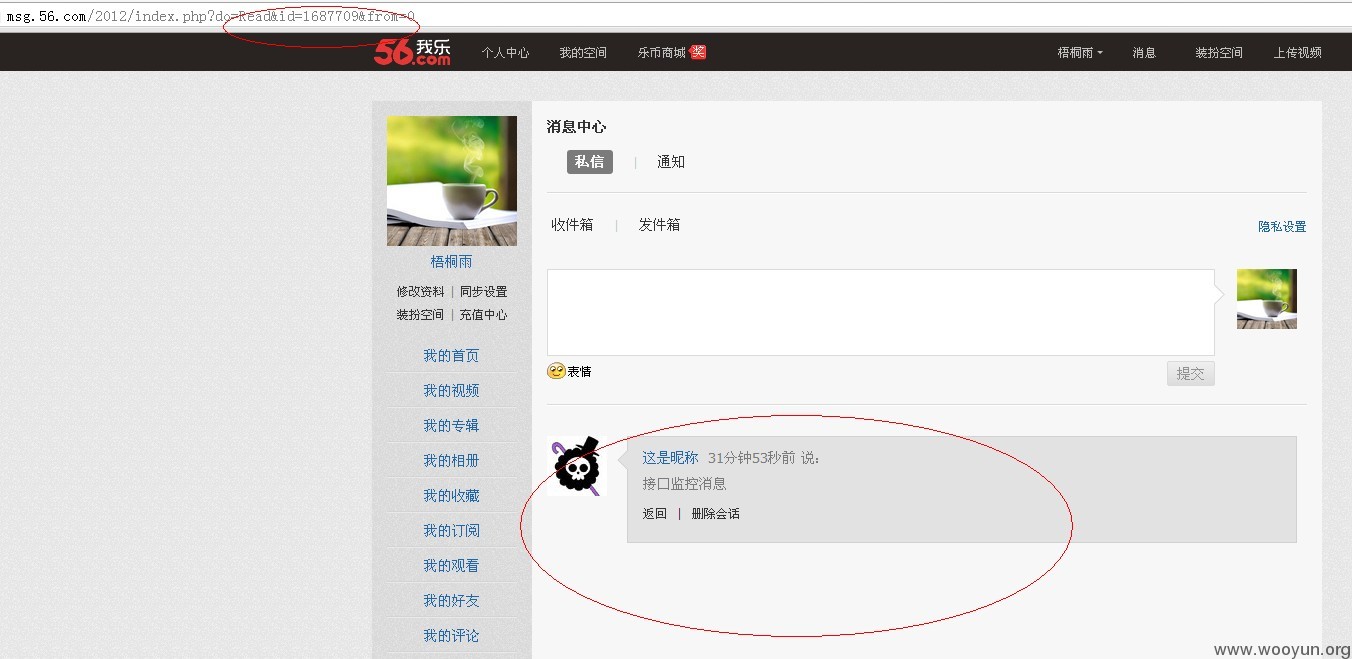 msg.56.com/2012/index.php?do=Read&id=1687709&from=0
56.com 我乐 个人中心 我的空间 乐币商城 奖 梧桐雨 消息 装扮空间 上传视频
消息中心
私信 | 通知
收件箱 | 发件箱 隐私设置
梧桐雨
修改资料 | 同步设置
装扮空间 | 充值中心
我的首页
我的视频
我的专辑
我的相册
我的收藏
我的订阅
我的观看
我的好友
我的评论
表情 提交
这是昵称 31分钟53秒前 说:
接口监控消息
返回 | 删除会话
www.wooyun.org